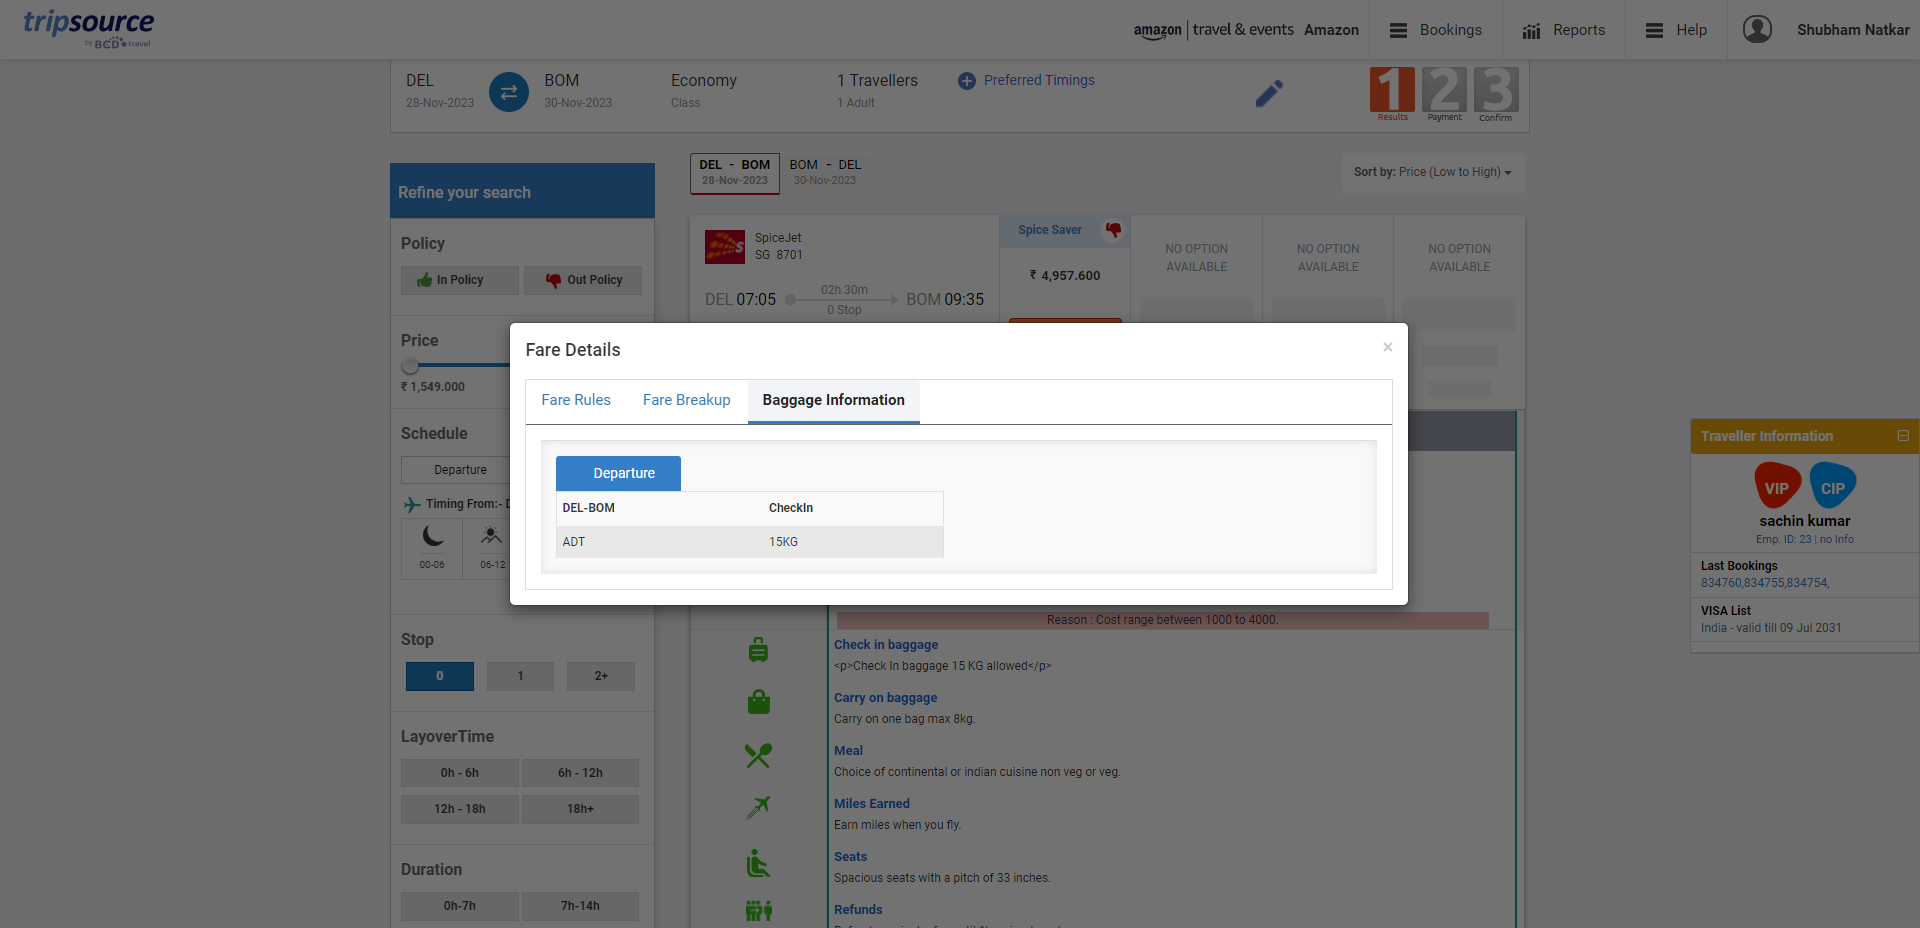 tripsource
by BCD travel
amazon | travel & events Amazon
Bookings
Reports
Help
Shubham Natkar
DEL
28-Nov-2023
BOM
30-Nov-2023
Economy
Class
1 Travellers
1 Adult
Preferred Timings
1 2 3
Results Payment Confirm
DEL - BOM
28-Nov-2023
BOM - DEL
30-Nov-2023
Sort by: Price (Low to High)
Refine your search
Policy
In Policy
Out Policy
Price
₹ 1,549.000
Schedule
Departure
Timing From:- D
00-06
06-12
Stop
0
1
2+
LayoverTime
0h - 6h
6h - 12h
12h - 18h
18h+
Duration
0h-7h
7h-14h
SpiceJet
SG 8701
DEL 07:05
02h 30m
0 Stop
BOM 09:35
Spice Saver
₹ 4,957.600
NO OPTION
AVAILABLE
NO OPTION
AVAILABLE
NO OPTION
AVAILABLE
Fare Details
×
Fare Rules
Fare Breakup
Baggage Information
Departure
DEL-BOM CheckIn
ADT 15KG
Reason : Cost range between 1000 to 4000.
Check in baggage
<p>Check In baggage 15 KG allowed</p>
Carry on baggage
Carry on one bag max 8kg.
Meal
Choice of continental or indian cuisine non veg or veg.
Miles Earned
Earn miles when you fly.
Seats
Spacious seats with a pitch of 33 inches.
Refunds
Traveller Information
VIP
CIP
sachin kumar
Emp. ID: 23 | no Info
Last Bookings
834760,834755,834754,
VISA List
India - valid till 09 Jul 2031